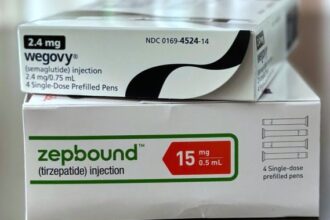 2.4 mg
NDC 0169-4524-14
wegovy®
(semaglutide) injection
2.4 mg/0.75 mL
4 Single-Dose Prefilled Pens
zepbound™
(tirzepatide) injection
15 mg
0.5 mL
4 Single-dose
prefilled pens